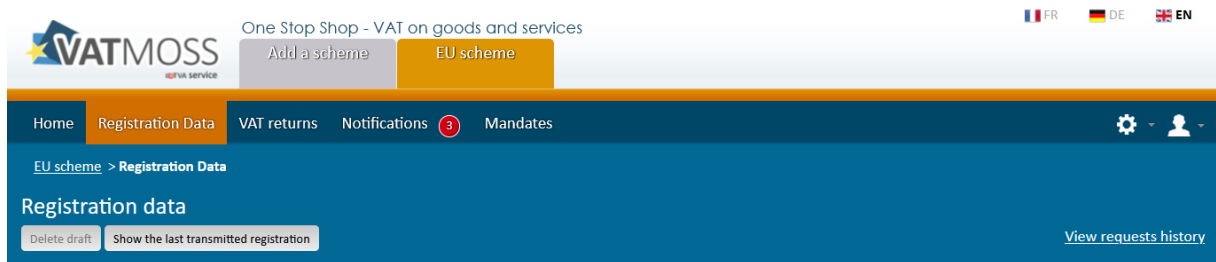 FR DE EN
One Stop Shop - VAT on goods and services
VATMOSS
Add a scheme EU scheme
Home Registration Data VAT returns Notifications 3 Mandates
EU scheme > Registration Data
Registration data
Delete draft Show the last transmitted registration View requests history